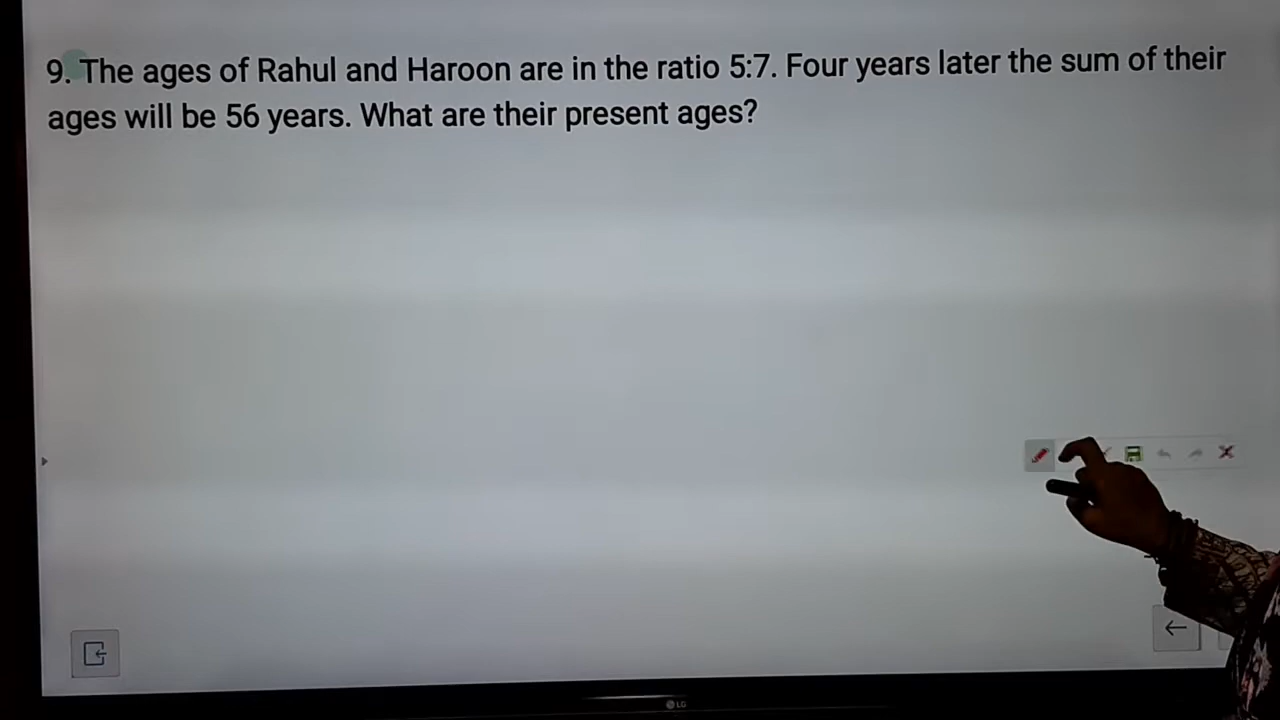 9. The ages of Rahul and Haroon are in the ratio 5:7. Four years later the sum of their
ages will be 56 years. What are their present ages?
LG